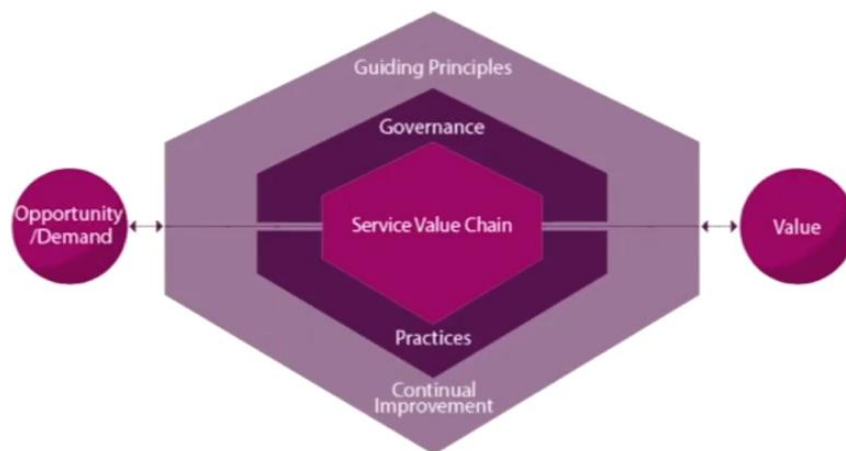 Guiding Principles
Governance
Opportunity
/Demand
Service Value Chain
Value
Practices
Continual
Improvement